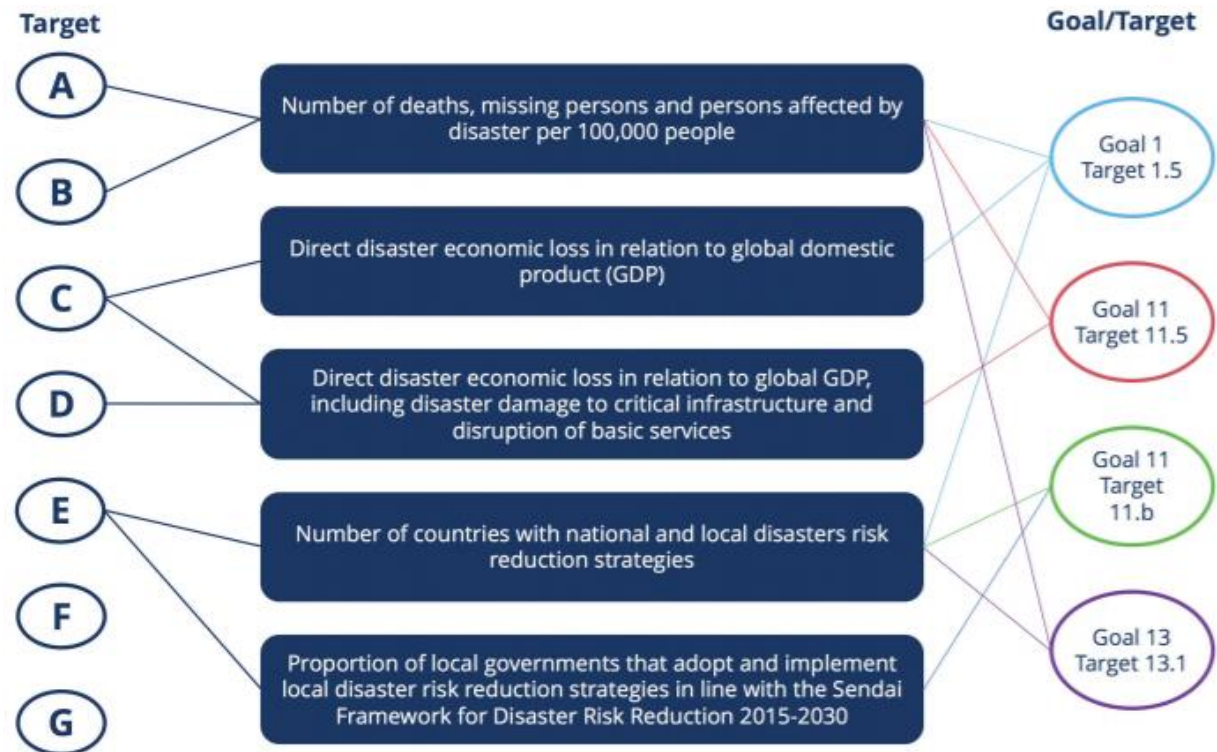 Target
Goal/Target
A
B
C
D
E
F
G
Number of deaths, missing persons and persons affected by
disaster per 100,000 people
Direct disaster economic loss in relation to global domestic
product (GDP)
Direct disaster economic loss in relation to global GDP,
including disaster damage to critical infrastructure and
disruption of basic services
Number of countries with national and local disasters risk
reduction strategies
Proportion of local governments that adopt and implement
local disaster risk reduction strategies in line with the Sendai
Framework for Disaster Risk Reduction 2015-2030
Goal 1
Target 1.5
Goal 11
Target 11.5
Goal 11
Target
11.b
Goal 13
Target 13.1